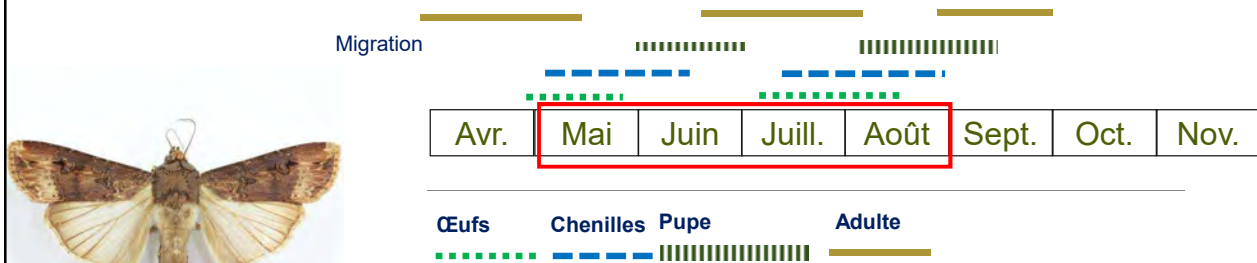 Migration
Avr. Mai Juin Juill. Août Sept. Oct. Nov.
Œufs Chenilles Pupe Adulte